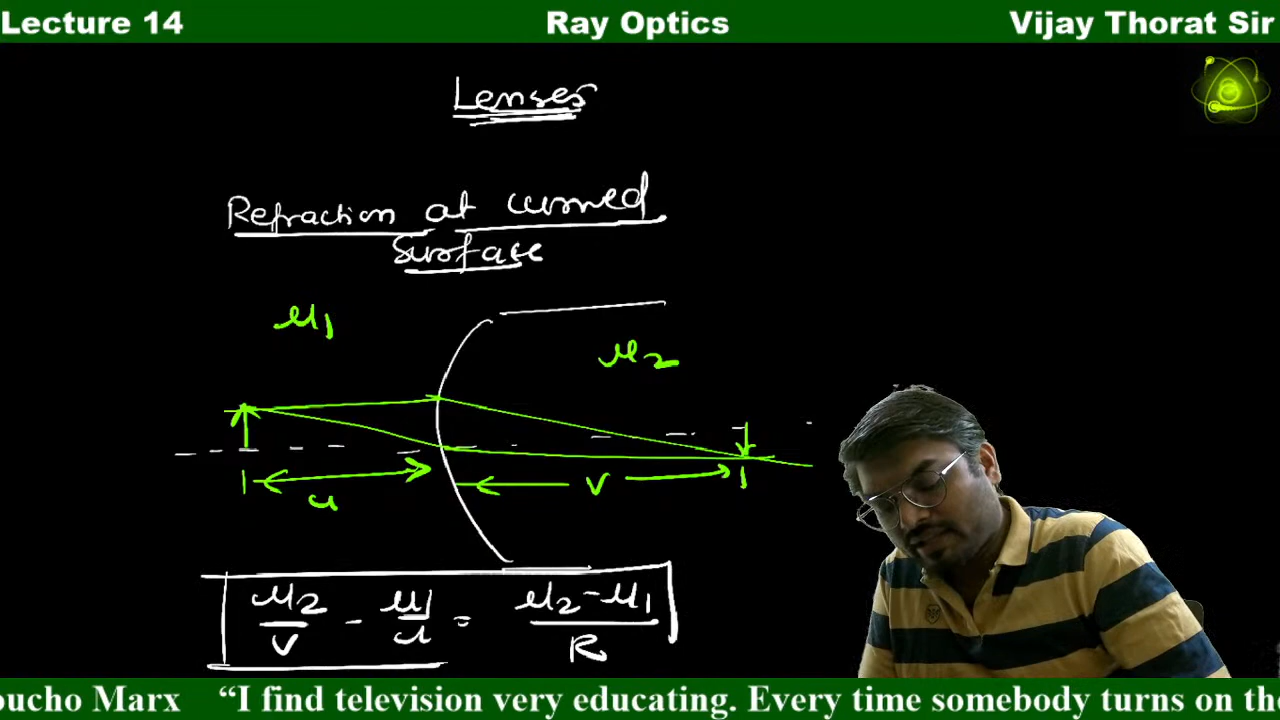 Lecture 14 Ray Optics Vijay Thorat Sir
Lenses
Refraction at curved
Surface
μ1
μ2
u
v
μ2/v - μ1/u = μ2-μ1/R
oucho Marx “I find television very educating. Every time somebody turns on the